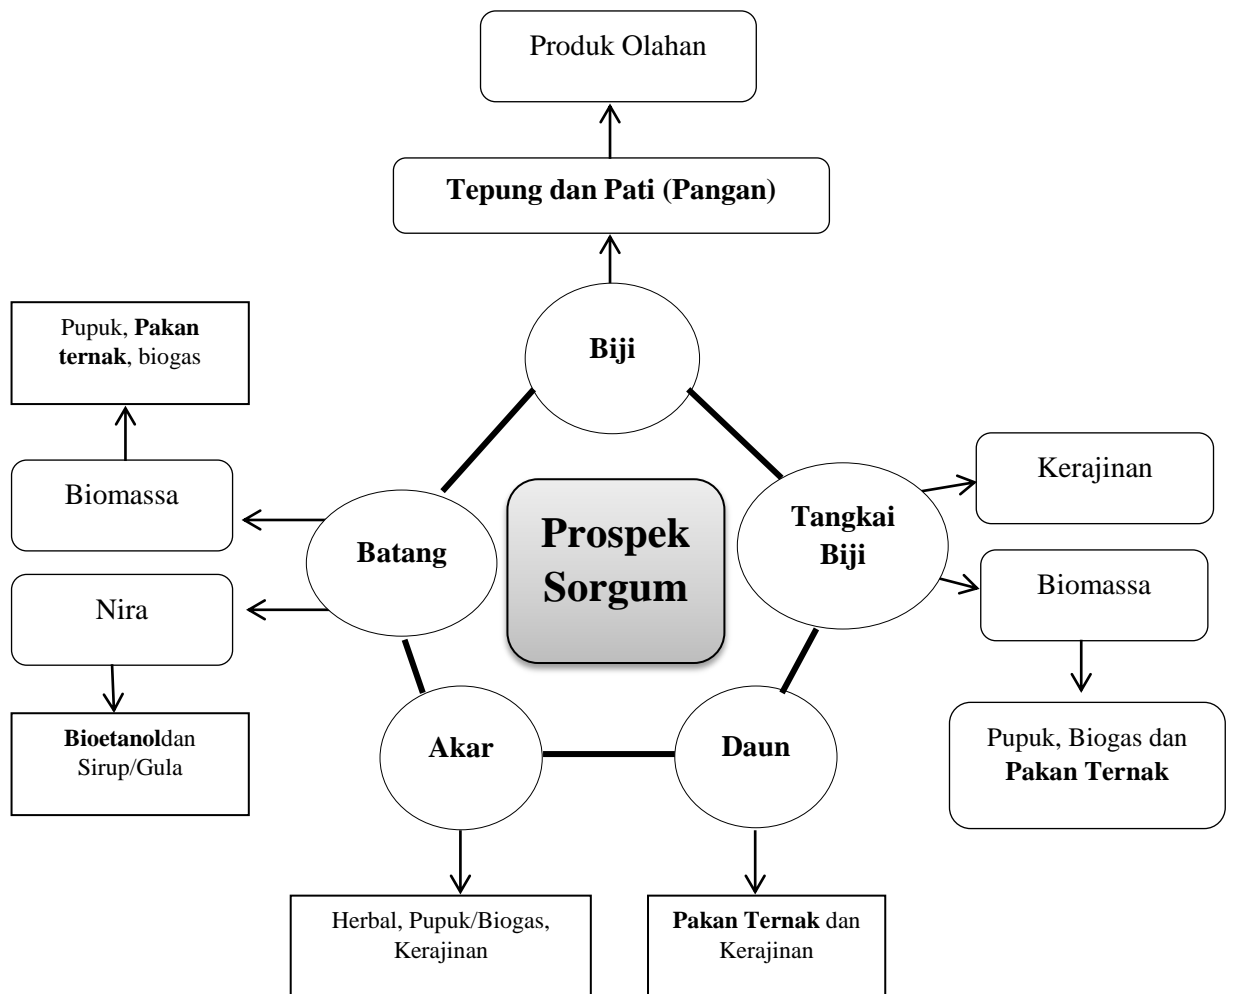 Produk Olahan
Tepung dan Pati (Pangan)
Biji
Pupuk, Pakan
ternak, biogas
Biomassa
Batang
Nira
Bioetanoldan
Sirup/Gula
Prospek
Sorgum
Tangkai
Biji
Kerajinan
Biomassa
Pupuk, Biogas dan
Pakan Ternak
Akar
Daun
Herbal, Pupuk/Biogas,
Kerajinan
Pakan Ternak dan
Kerajinan